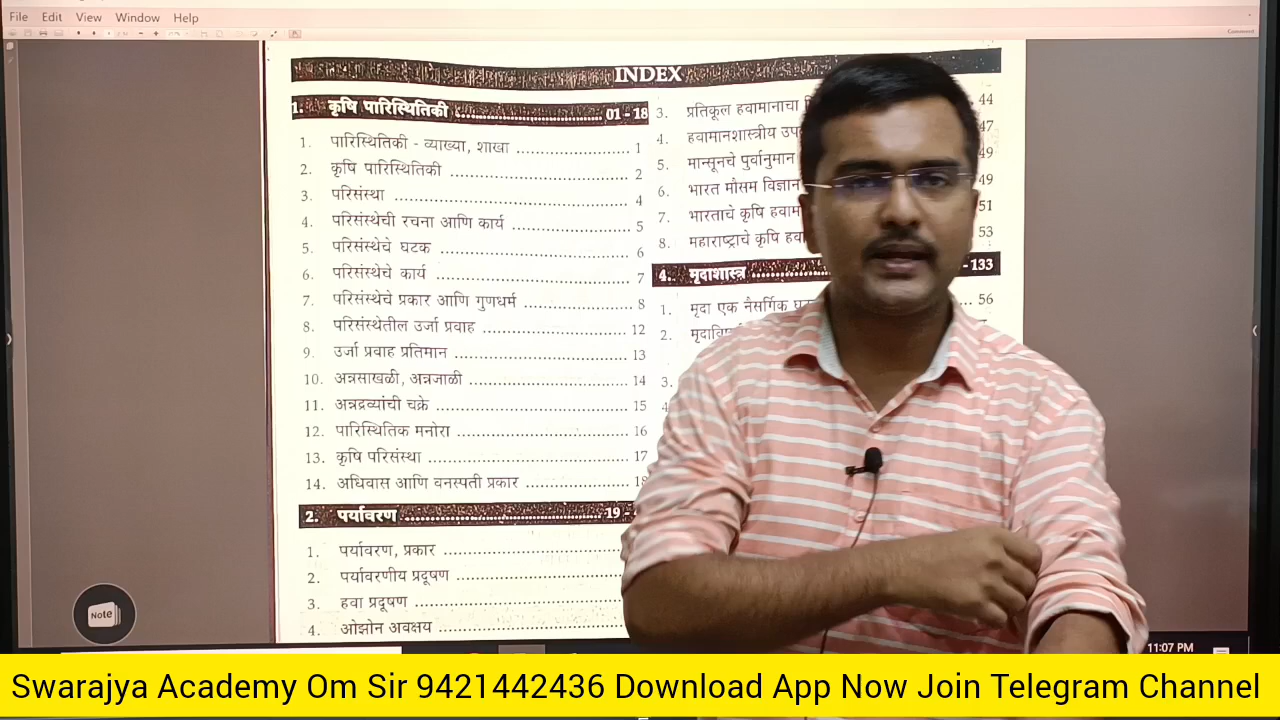 File Edit View Window Help
Comment
INDEX
1. कृषि पारिस्थितिकी 01 - 18
1. पारिस्थितिकी - व्याख्या, शाखा 1
2. कृषि पारिस्थितिकी 2
3. परिसंस्था 4
4. परिसंस्थेची रचना आणि कार्य 5
5. परिसंस्थेचे घटक 6
6. परिसंस्थेचे कार्य 7
7. परिसंस्थेचे प्रकार आणि गुणधर्म 8
8. परिसंस्थेतील उर्जा प्रवाह 12
9. उर्जा प्रवाह प्रतिमान 13
10. अन्नसाखळी, अन्नजाळी 14
11. अन्नद्रव्यांची चक्रे 15
12. पारिस्थितिक मनोरा 16
13. कृषि परिसंस्था 17
14. अधिवास आणि वनस्पती प्रकार 18
2. पर्यावरण 19 -
1. पर्यावरण, प्रकार
2. पर्यावरणीय प्रदूषण
3. हवा प्रदूषण
4. ओझोन अवक्षय
3. प्रतिकूल हवामानाचा 44
4. हवामानशास्त्रीय 47
5. मान्सूनचे पुर्वानुमान 49
6. भारत मौसम विज्ञान 49
7. भारताचे कृषि 51
8. महाराष्ट्राचे कृषि 53
4. मृदाशास्त्र - 133
1. मृदा एक नैसर्गिक 56
2.
3.
4
Note
11:07 PM
Swarajya Academy Om Sir 9421442436 Download App Now Join Telegram Channel